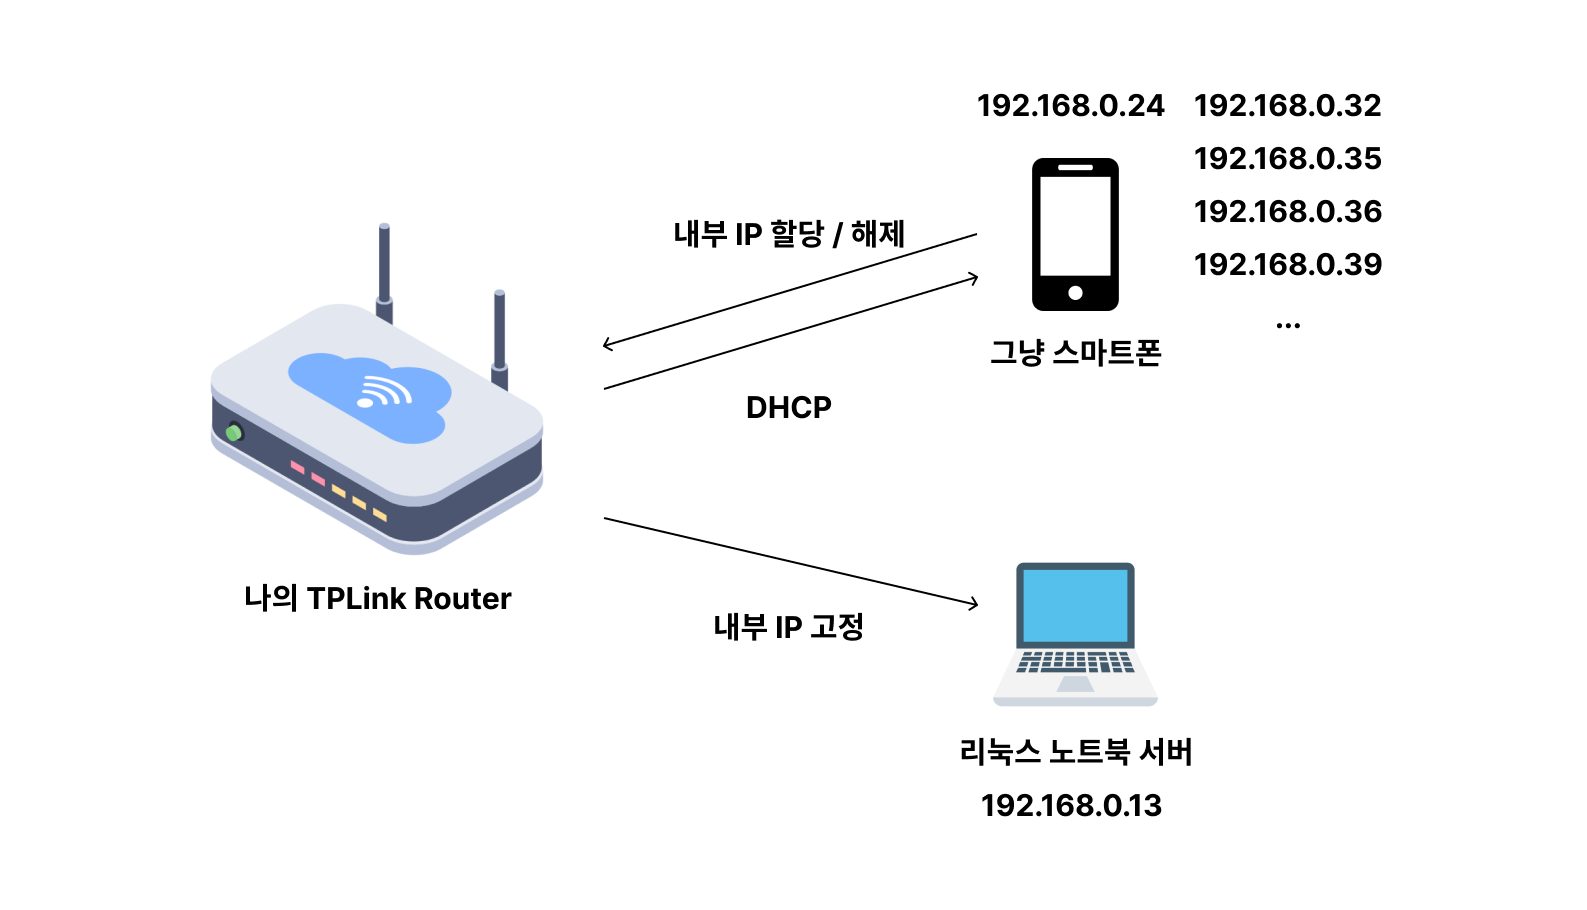 192.168.0.24
192.168.0.32
192.168.0.35
192.168.0.36
192.168.0.39
...
내부 IP 할당 / 해제
그냥 스마트폰
DHCP
나의 TPLink Router
내부 IP 고정
리눅스 노트북 서버
192.168.0.13